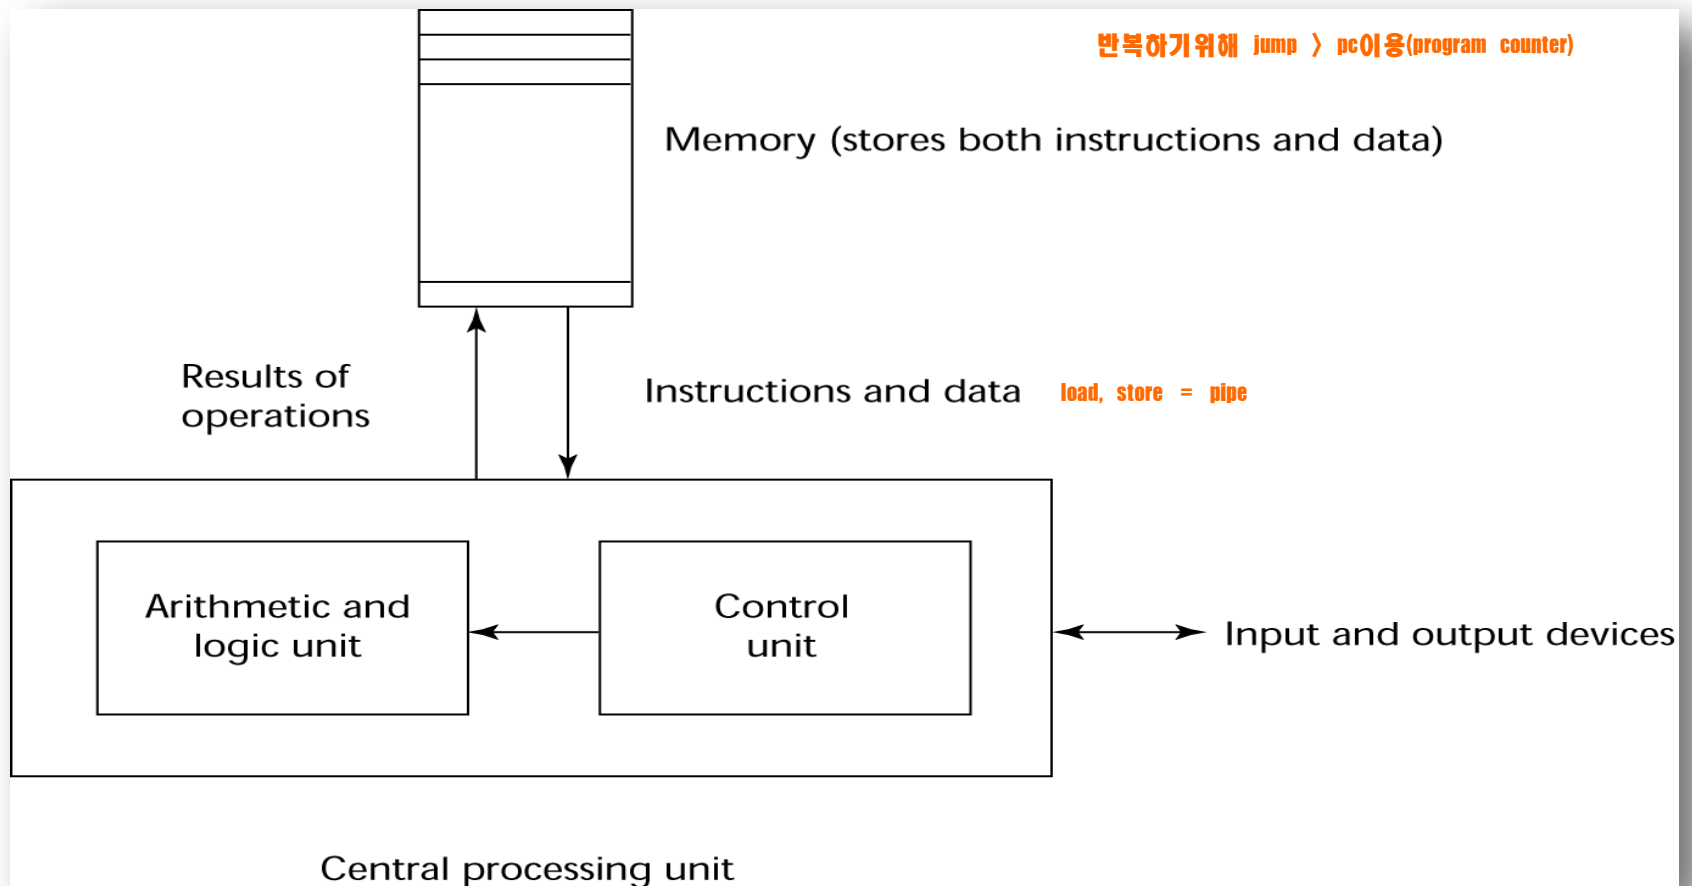 반복하기위해 jump > pc이용(program counter)
Memory (stores both instructions and data)
Results of
operations
Instructions and data
load, store = pipe
Arithmetic and
logic unit
Control
unit
Input and output devices
Central processing unit